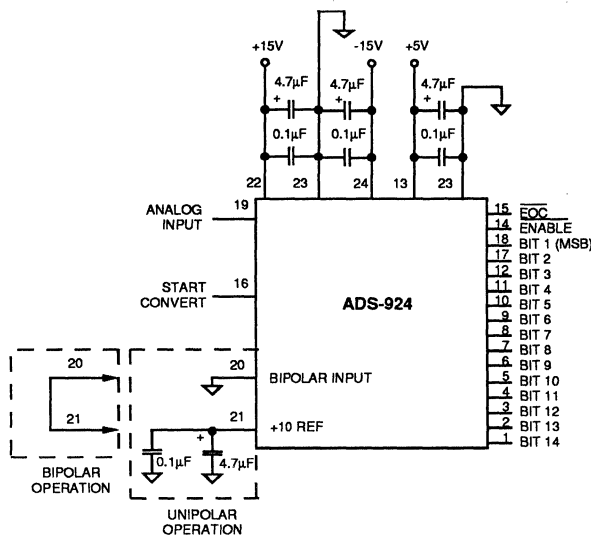 +15V
-15V
+5V
4.7µF
4.7µF
4.7µF
+
+
+
0.1µF
0.1µF
0.1µF
22
23
24
13
23
ANALOG INPUT
19
START CONVERT
16
ADS-924
15 EOC
14 ENABLE
18 BIT 1 (MSB)
17 BIT 2
12 BIT 3
11 BIT 4
10 BIT 5
9 BIT 6
8 BIT 7
7 BIT 8
6 BIT 9
5 BIT 10
4 BIT 11
3 BIT 12
2 BIT 13
1 BIT 14
20
21
BIPOLAR OPERATION
20
BIPOLAR INPUT
21
+10 REF
+
0.1µF
4.7µF
UNIPOLAR OPERATION